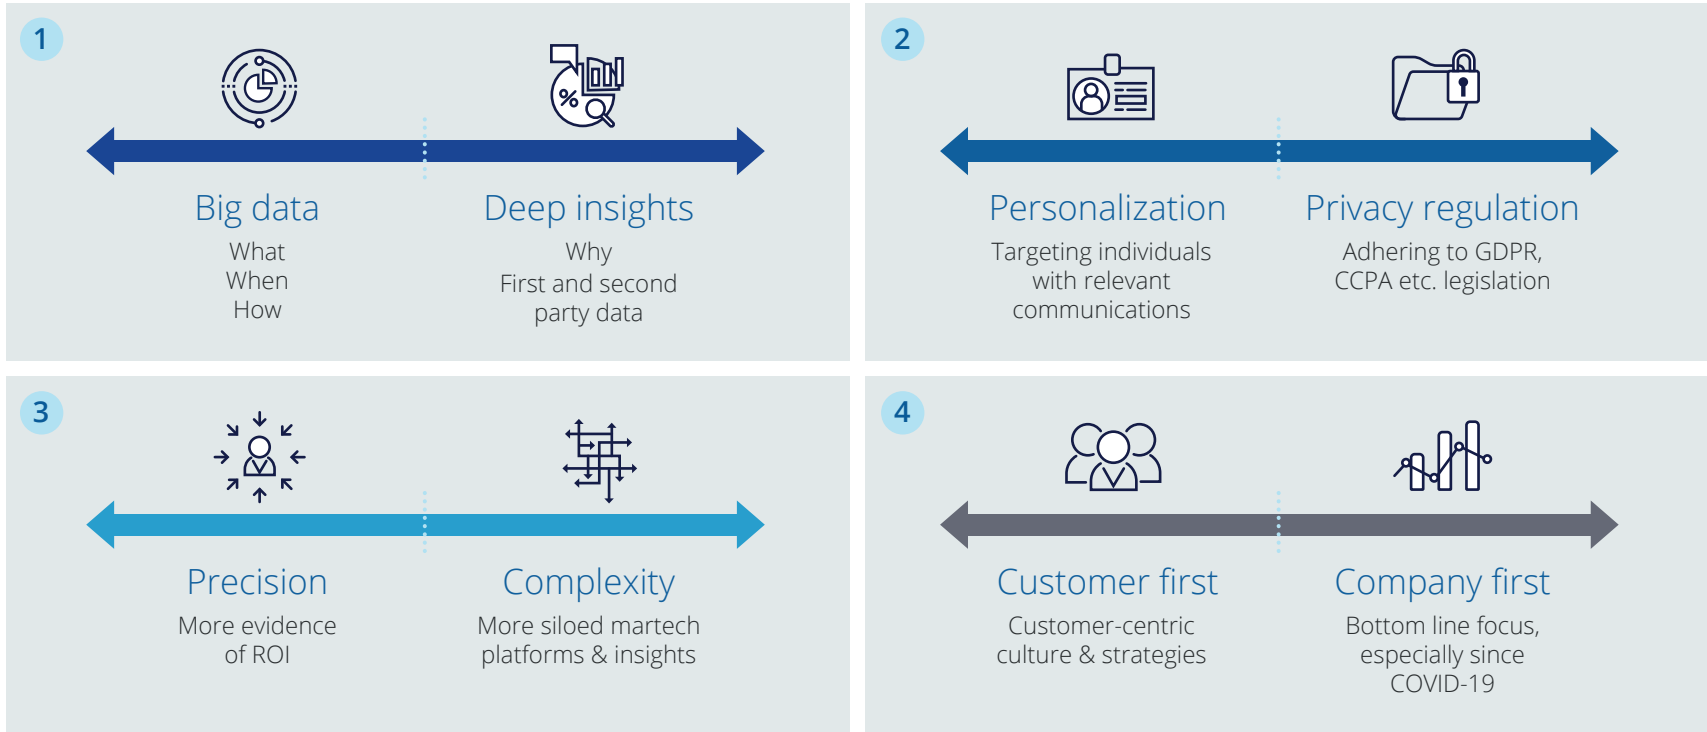 1
Big data
What
When
How
Deep insights
Why
First and second
party data
2
Personalization
Targeting individuals
with relevant
communications
Privacy regulation
Adhering to GDPR,
CCPA etc. legislation
3
Precision
More evidence
of ROI
Complexity
More siloed martech
platforms & insights
4
Customer first
Customer-centric
culture & strategies
Company first
Bottom line focus,
especially since
COVID-19